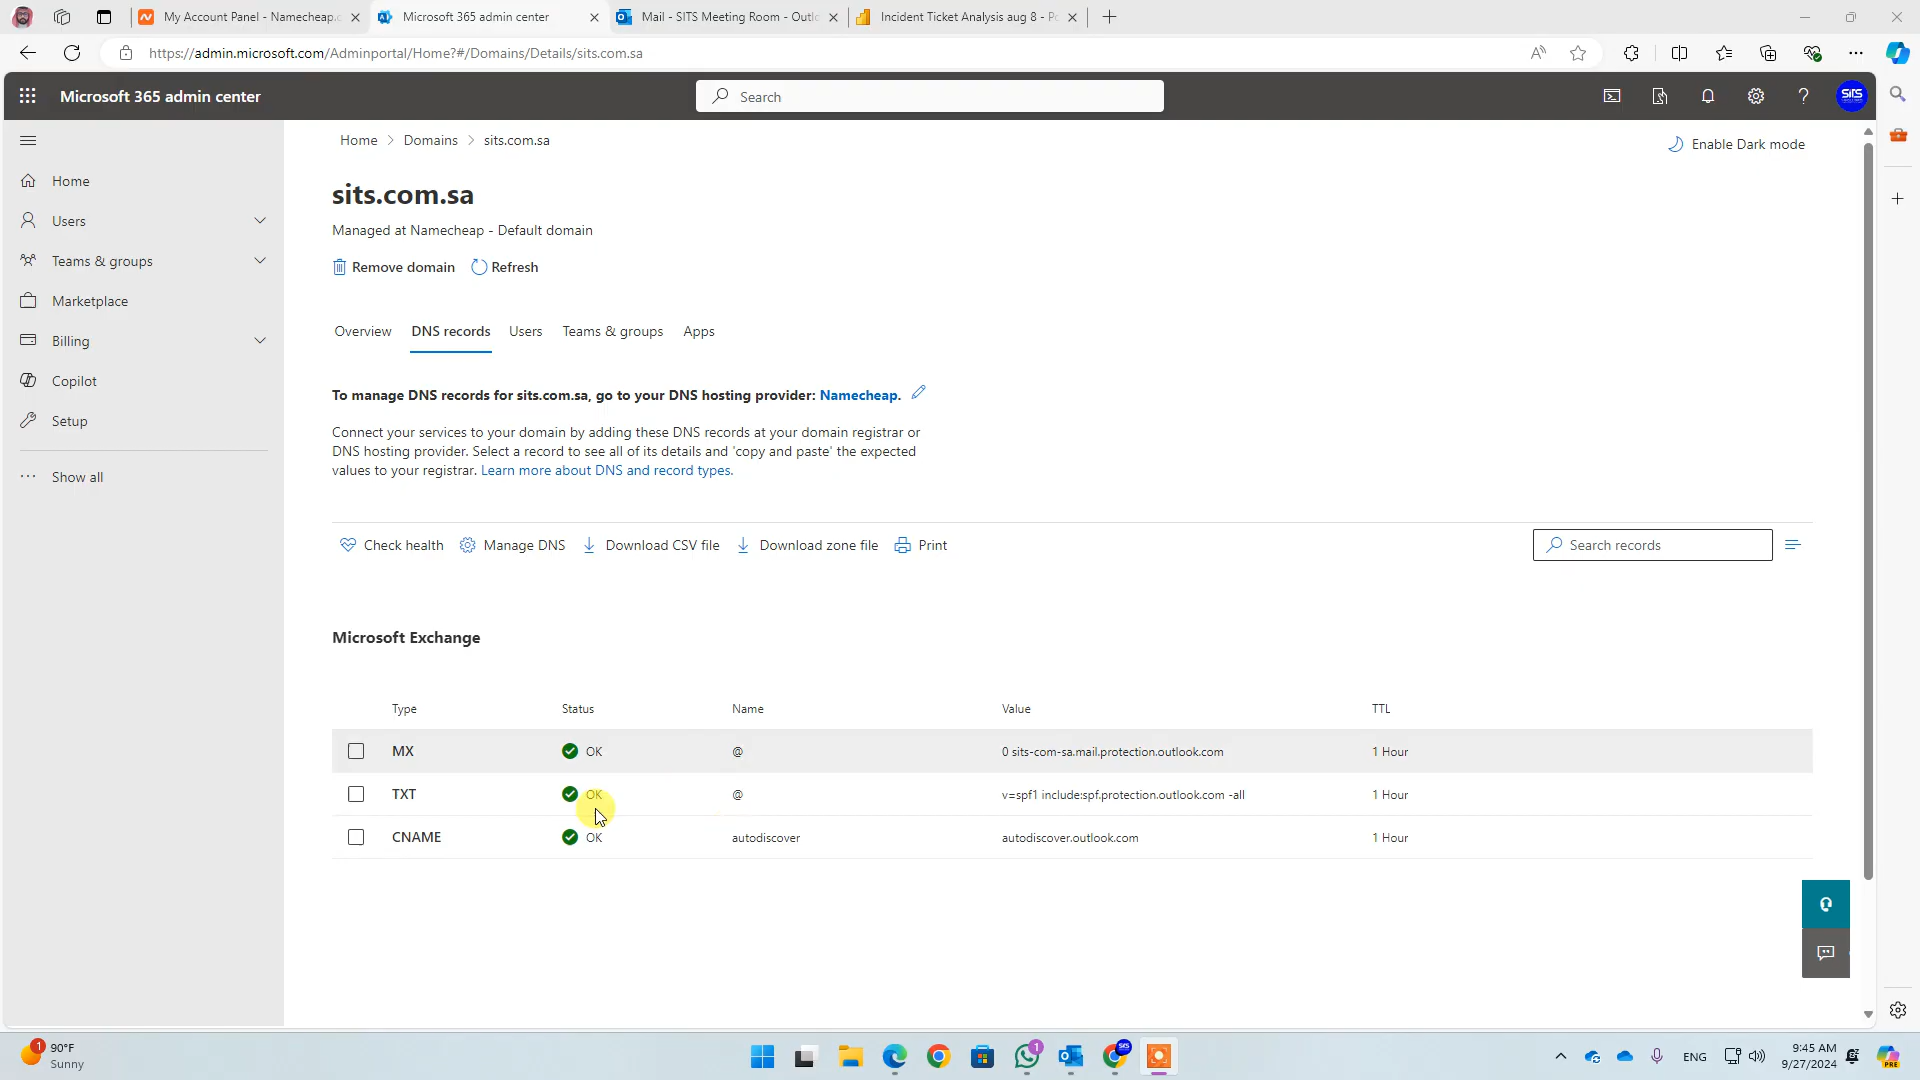 My Account Panel - Namecheap.c
Microsoft 365 admin center
Mail - SITS Meeting Room - Outlo
Incident Ticket Analysis aug 8 - Po
https://admin.microsoft.com/Adminportal/Home?#/Domains/Details/sits.com.sa
Microsoft 365 admin center
Search
SITS
Home
Users
Teams & groups
Marketplace
Billing
Copilot
Setup
Show all
Home > Domains > sits.com.sa
Enable Dark mode
sits.com.sa
Managed at Namecheap - Default domain
Remove domain
Refresh
Overview
DNS records
Users
Teams & groups
Apps
To manage DNS records for sits.com.sa, go to your DNS hosting provider: Namecheap.
Connect your services to your domain by adding these DNS records at your domain registrar or
DNS hosting provider. Select a record to see all of its details and 'copy and paste' the expected
values to your registrar. Learn more about DNS and record types.
Check health
Manage DNS
Download CSV file
Download zone file
Print
Search records
Microsoft Exchange
Type Status Name Value TTL
MX OK @ 0 sits-com-sa.mail.protection.outlook.com 1 Hour
TXT OK @ v=spf1 include:spf.protection.outlook.com -all 1 Hour
CNAME OK autodiscover autodiscover.outlook.com 1 Hour
1
90°F
Sunny
1
SITS
ENG
9:45 AM
9/27/2024
PRE